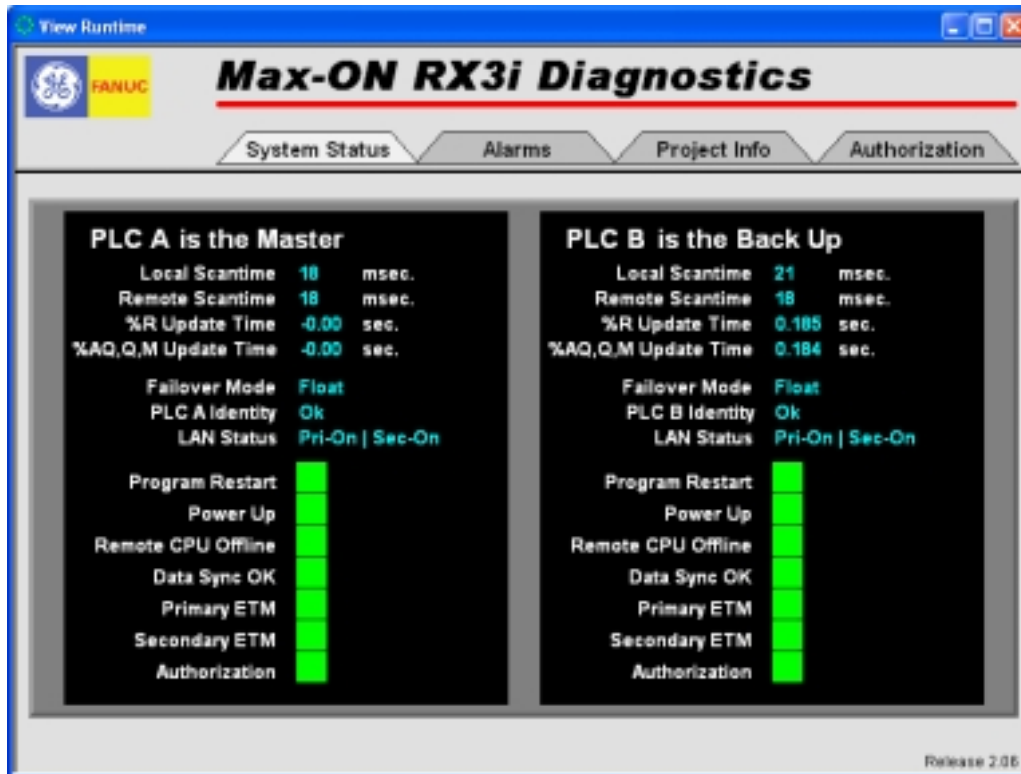 View Runtime
GE FANUC
Max-ON RX3i Diagnostics
System Status Alarms Project Info Authorization
PLC A is the Master
Local Scantime 18 msec.
Remote Scantime 18 msec.
%R Update Time -0.00 sec.
%AQ,Q,M Update Time -0.00 sec.
Failover Mode Float
PLC A Identity Ok
LAN Status Pri-On | Sec-On
Program Restart
Power Up
Remote CPU Offline
Data Sync OK
Primary ETM
Secondary ETM
Authorization
PLC B is the Back Up
Local Scantime 21 msec.
Remote Scantime 18 msec.
%R Update Time 0.185 sec.
%AQ,Q,M Update Time 0.184 sec.
Failover Mode Float
PLC B Identity Ok
LAN Status Pri-On | Sec-On
Program Restart
Power Up
Remote CPU Offline
Data Sync OK
Primary ETM
Secondary ETM
Authorization
Release 2.06